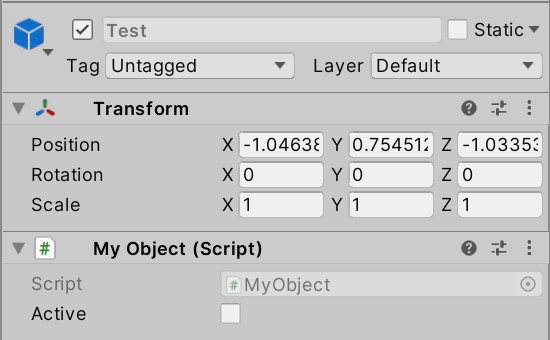 Test Static
Tag Untagged Layer Default
Transform
Position X -1.04638 Y 0.754512 Z -1.03353
Rotation X 0 Y 0 Z 0
Scale X 1 Y 1 Z 1
# My Object (Script)
Script # MyObject
Active